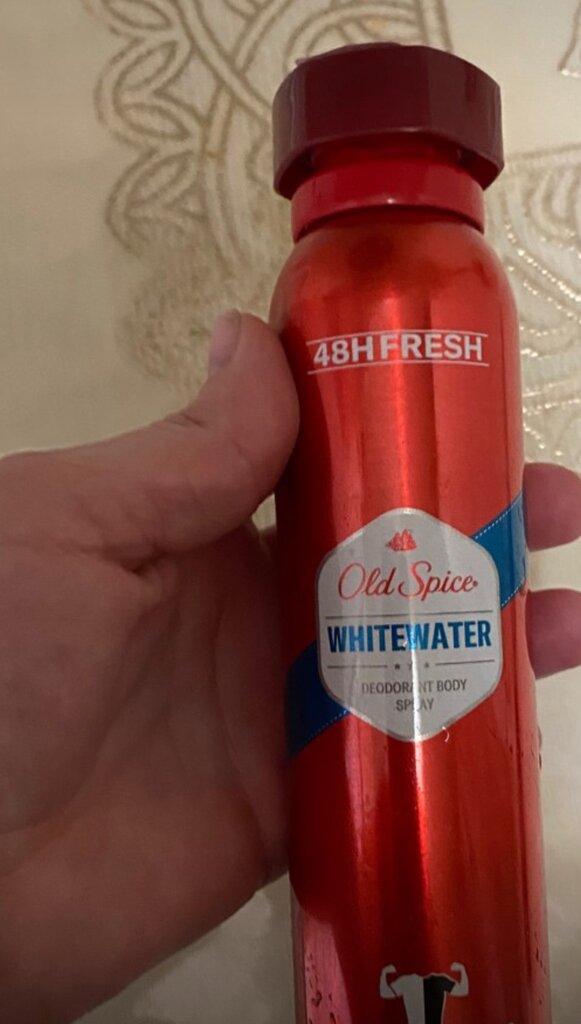 48H FRESH
Old Spice
WHITEWATER
DEODORANT BODY
SPRAY